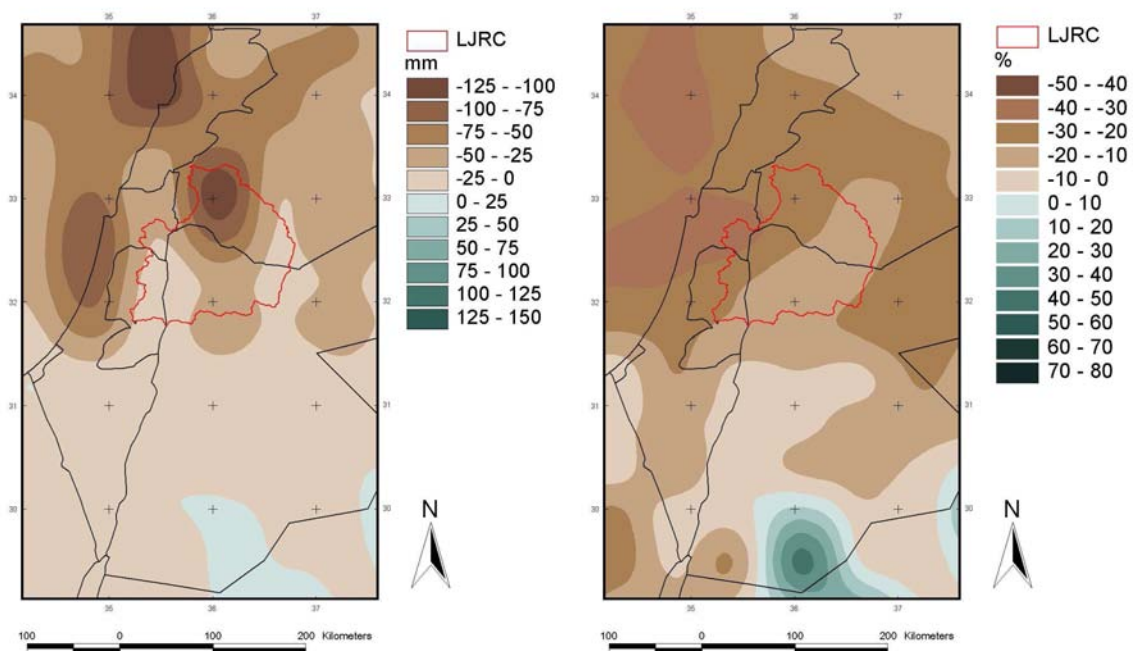 LJRC
mm
-125 - -100
-100 - -75
-75 - -50
-50 - -25
-25 - 0
0 - 25
25 - 50
50 - 75
75 - 100
100 - 125
125 - 150
34
33
32
31
30
35 36 37
35 36 37
34
33
32
31
30
N
100 0 100 200 Kilometers
LJRC
%
-50 - -40
-40 - -30
-30 - -20
-20 - -10
-10 - 0
0 - 10
10 - 20
20 - 30
30 - 40
40 - 50
50 - 60
60 - 70
70 - 80
34
33
32
31
30
35 36 37
35 36 37
34
33
32
31
30
N
100 0 100 200 Kilometers